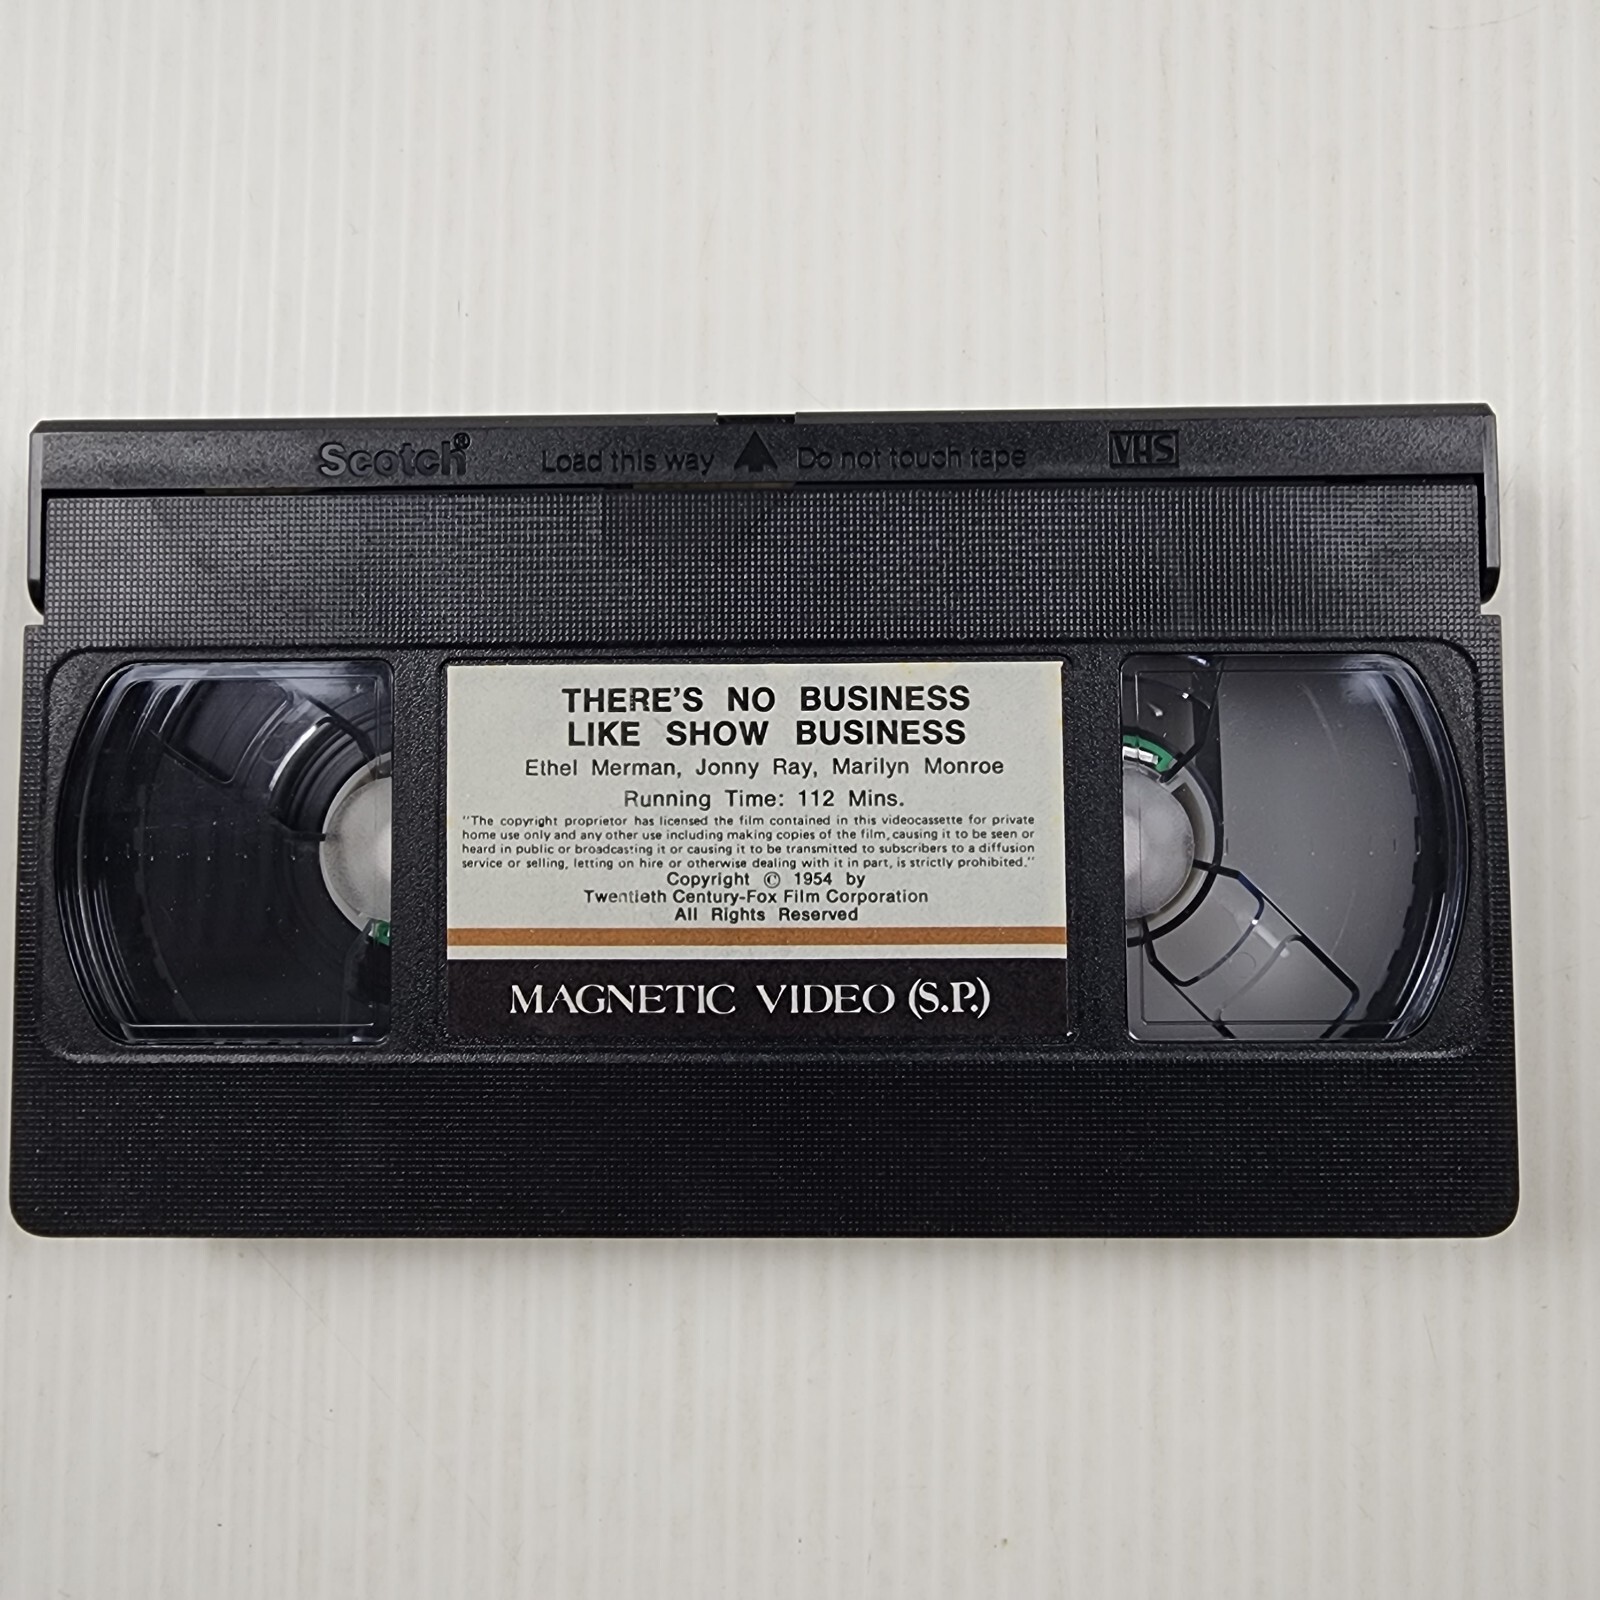 Scotch® Load this way Do not touch tape VHS
THERE'S NO BUSINESS
LIKE SHOW BUSINESS
Ethel Merman, Jonny Ray, Marilyn Monroe
Running Time: 112 Mins.
"The copyright proprietor has licensed the film contained in this videocassette for private
home use only and any other use including making copies of the film, causing it to be seen or
heard in public or broadcasting it or causing it to be transmitted to subscribers to a diffusion
service or selling, letting on hire or otherwise dealing with it in part, is strictly prohibited."
Copyright © 1954 by
Twentieth Century-Fox Film Corporation
All Rights Reserved
MAGNETIC VIDEO (S.P.)